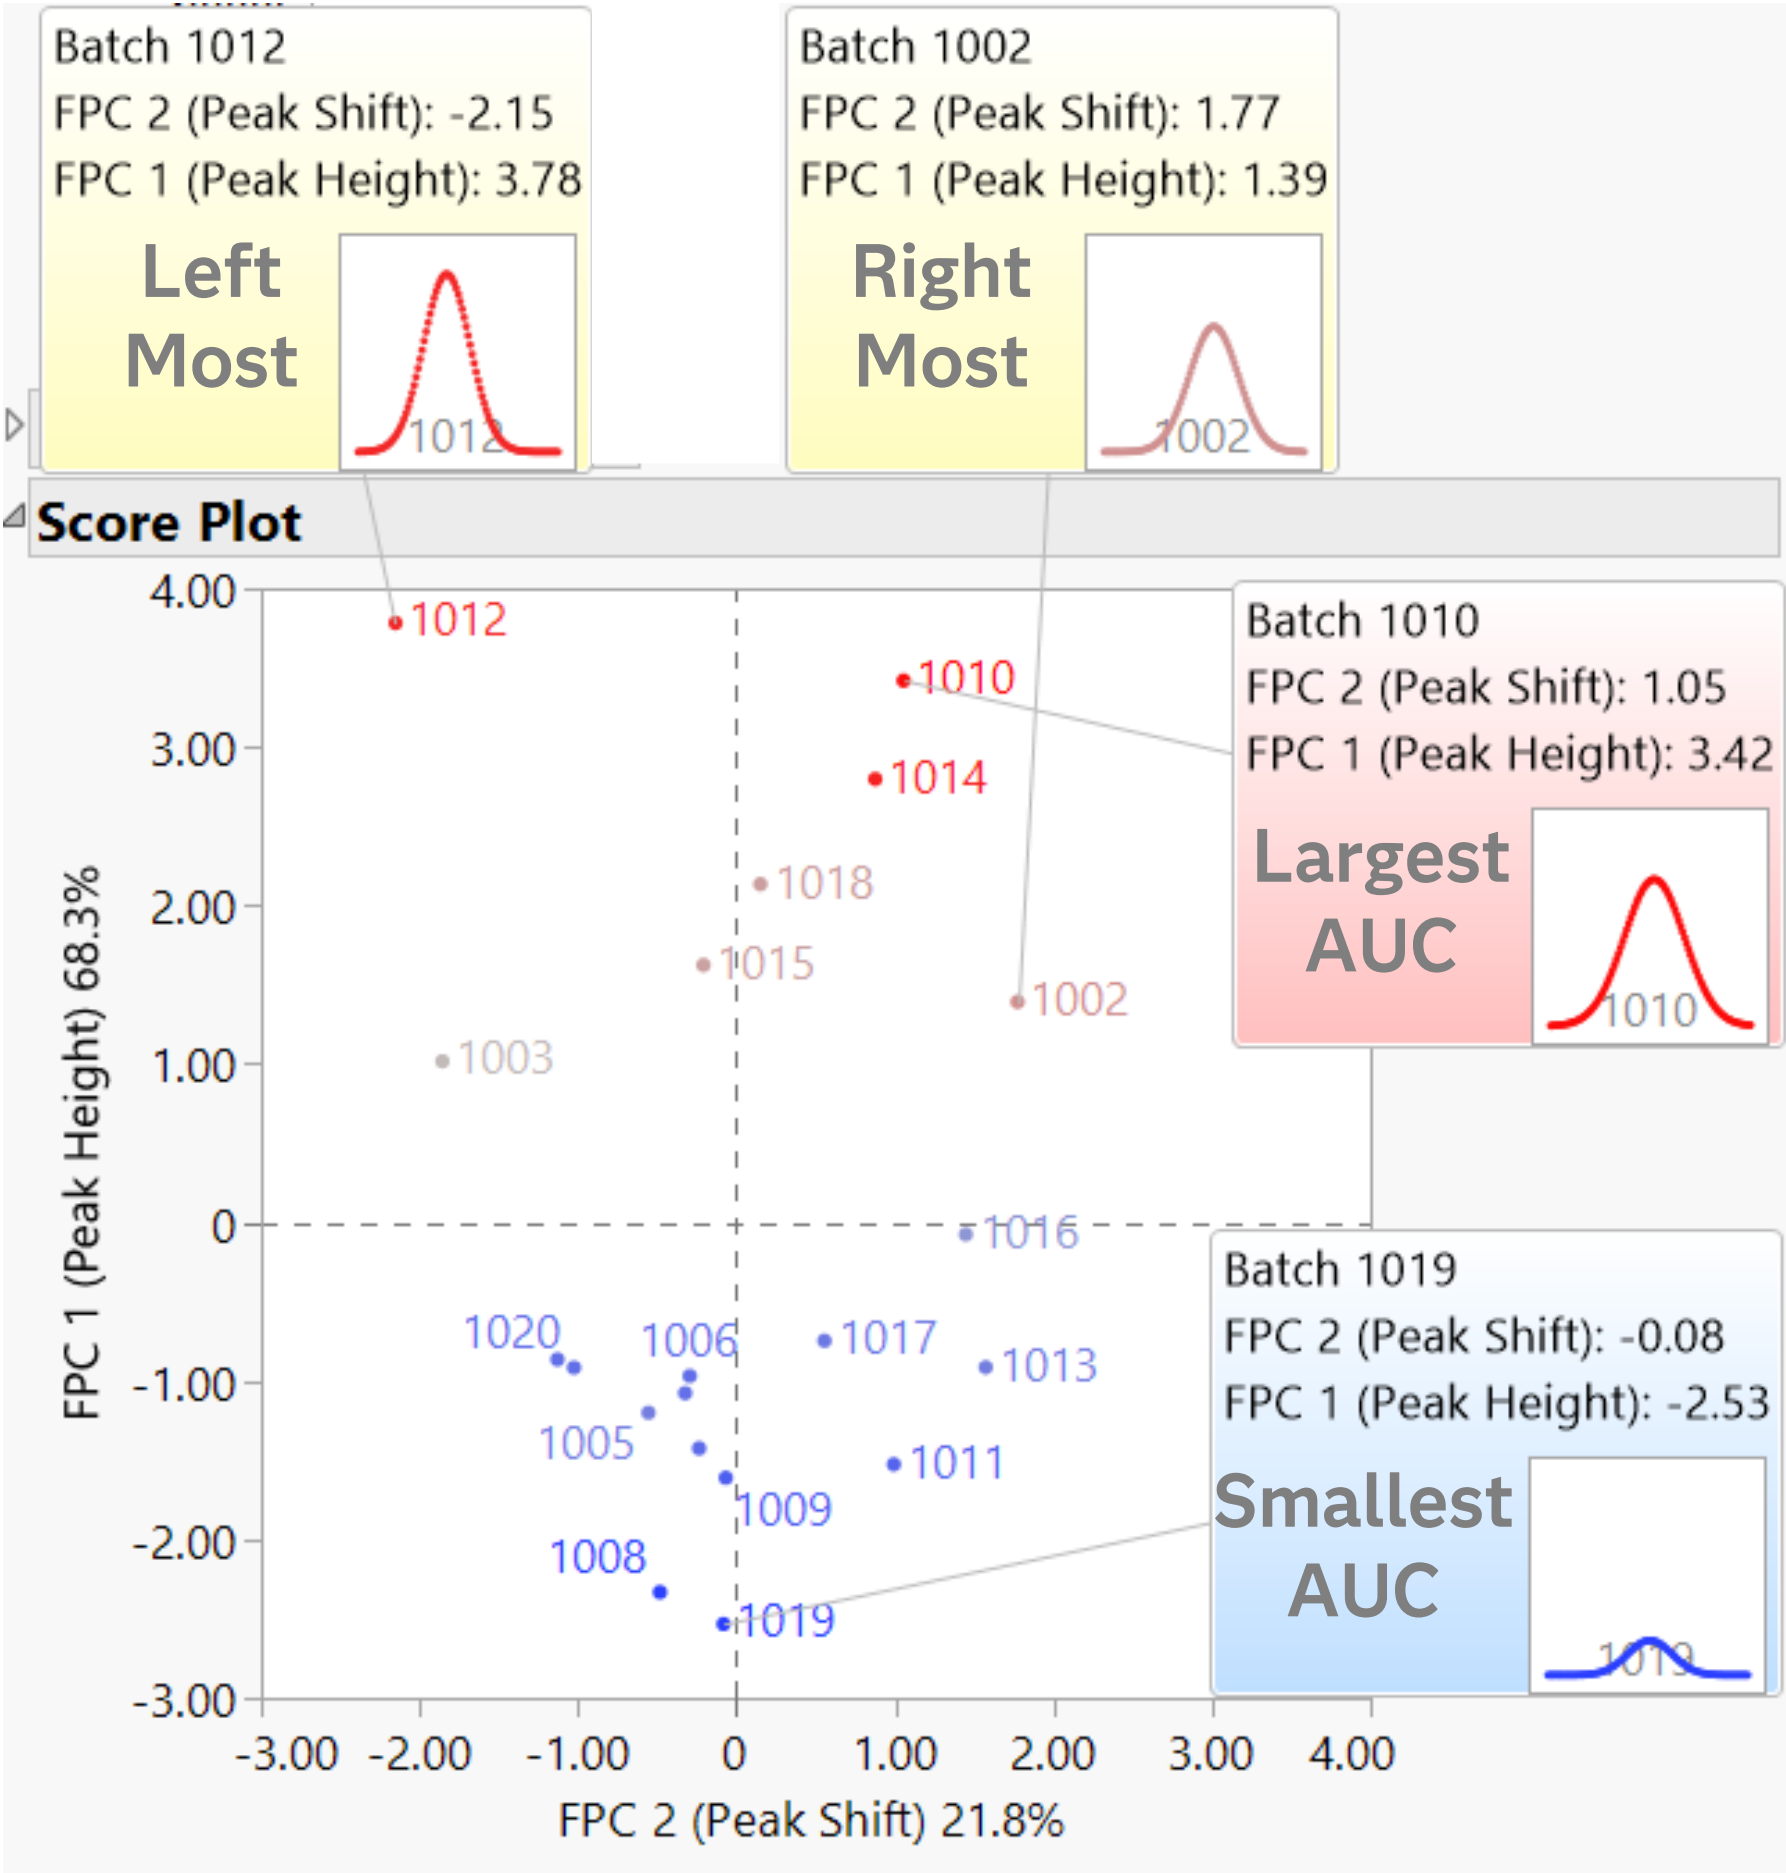 Batch 1012
FPC 2 (Peak Shift): -2.15
FPC 1 (Peak Height): 3.78
Left
Most
1012
Batch 1002
FPC 2 (Peak Shift): 1.77
FPC 1 (Peak Height): 1.39
Right
Most
1002
Score Plot
4.00
3.00
2.00
1.00
0
-1.00
-2.00
-3.00
FPC 1 (Peak Height) 68.3%
1012
1010
1014
1018
1015
1002
1003
1016
1020
1006
1017
1013
1005
1011
1009
1008
1019
Batch 1010
FPC 2 (Peak Shift): 1.05
FPC 1 (Peak Height): 3.42
Largest
AUC
1010
Batch 1019
FPC 2 (Peak Shift): -0.08
FPC 1 (Peak Height): -2.53
Smallest
AUC
1019
-3.00 -2.00 -1.00 0 1.00 2.00 3.00 4.00
FPC 2 (Peak Shift) 21.8%